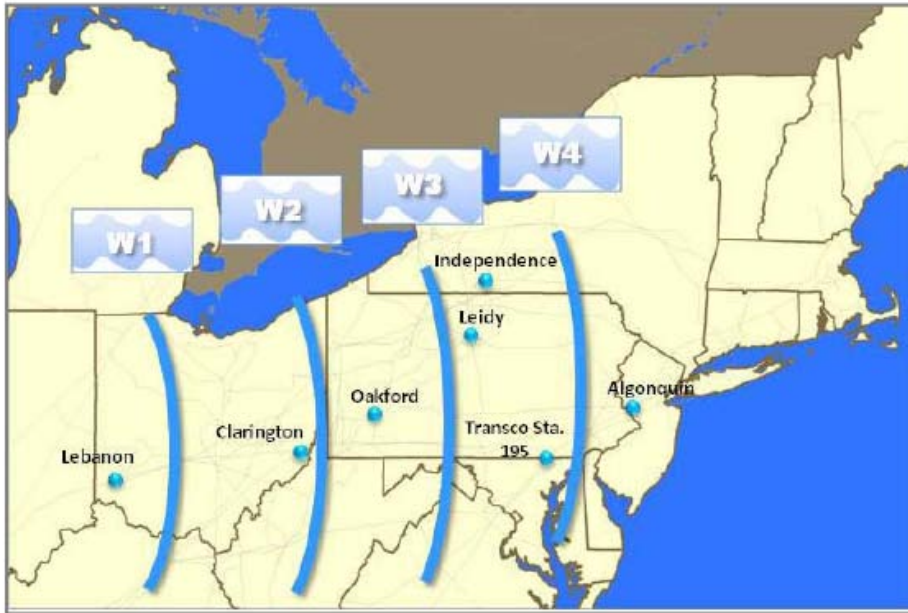 W4
W3
W2
W1
Independence
Leidy
Oakford
Algonquin
Clarington
Transco Sta.
195
Lebanon